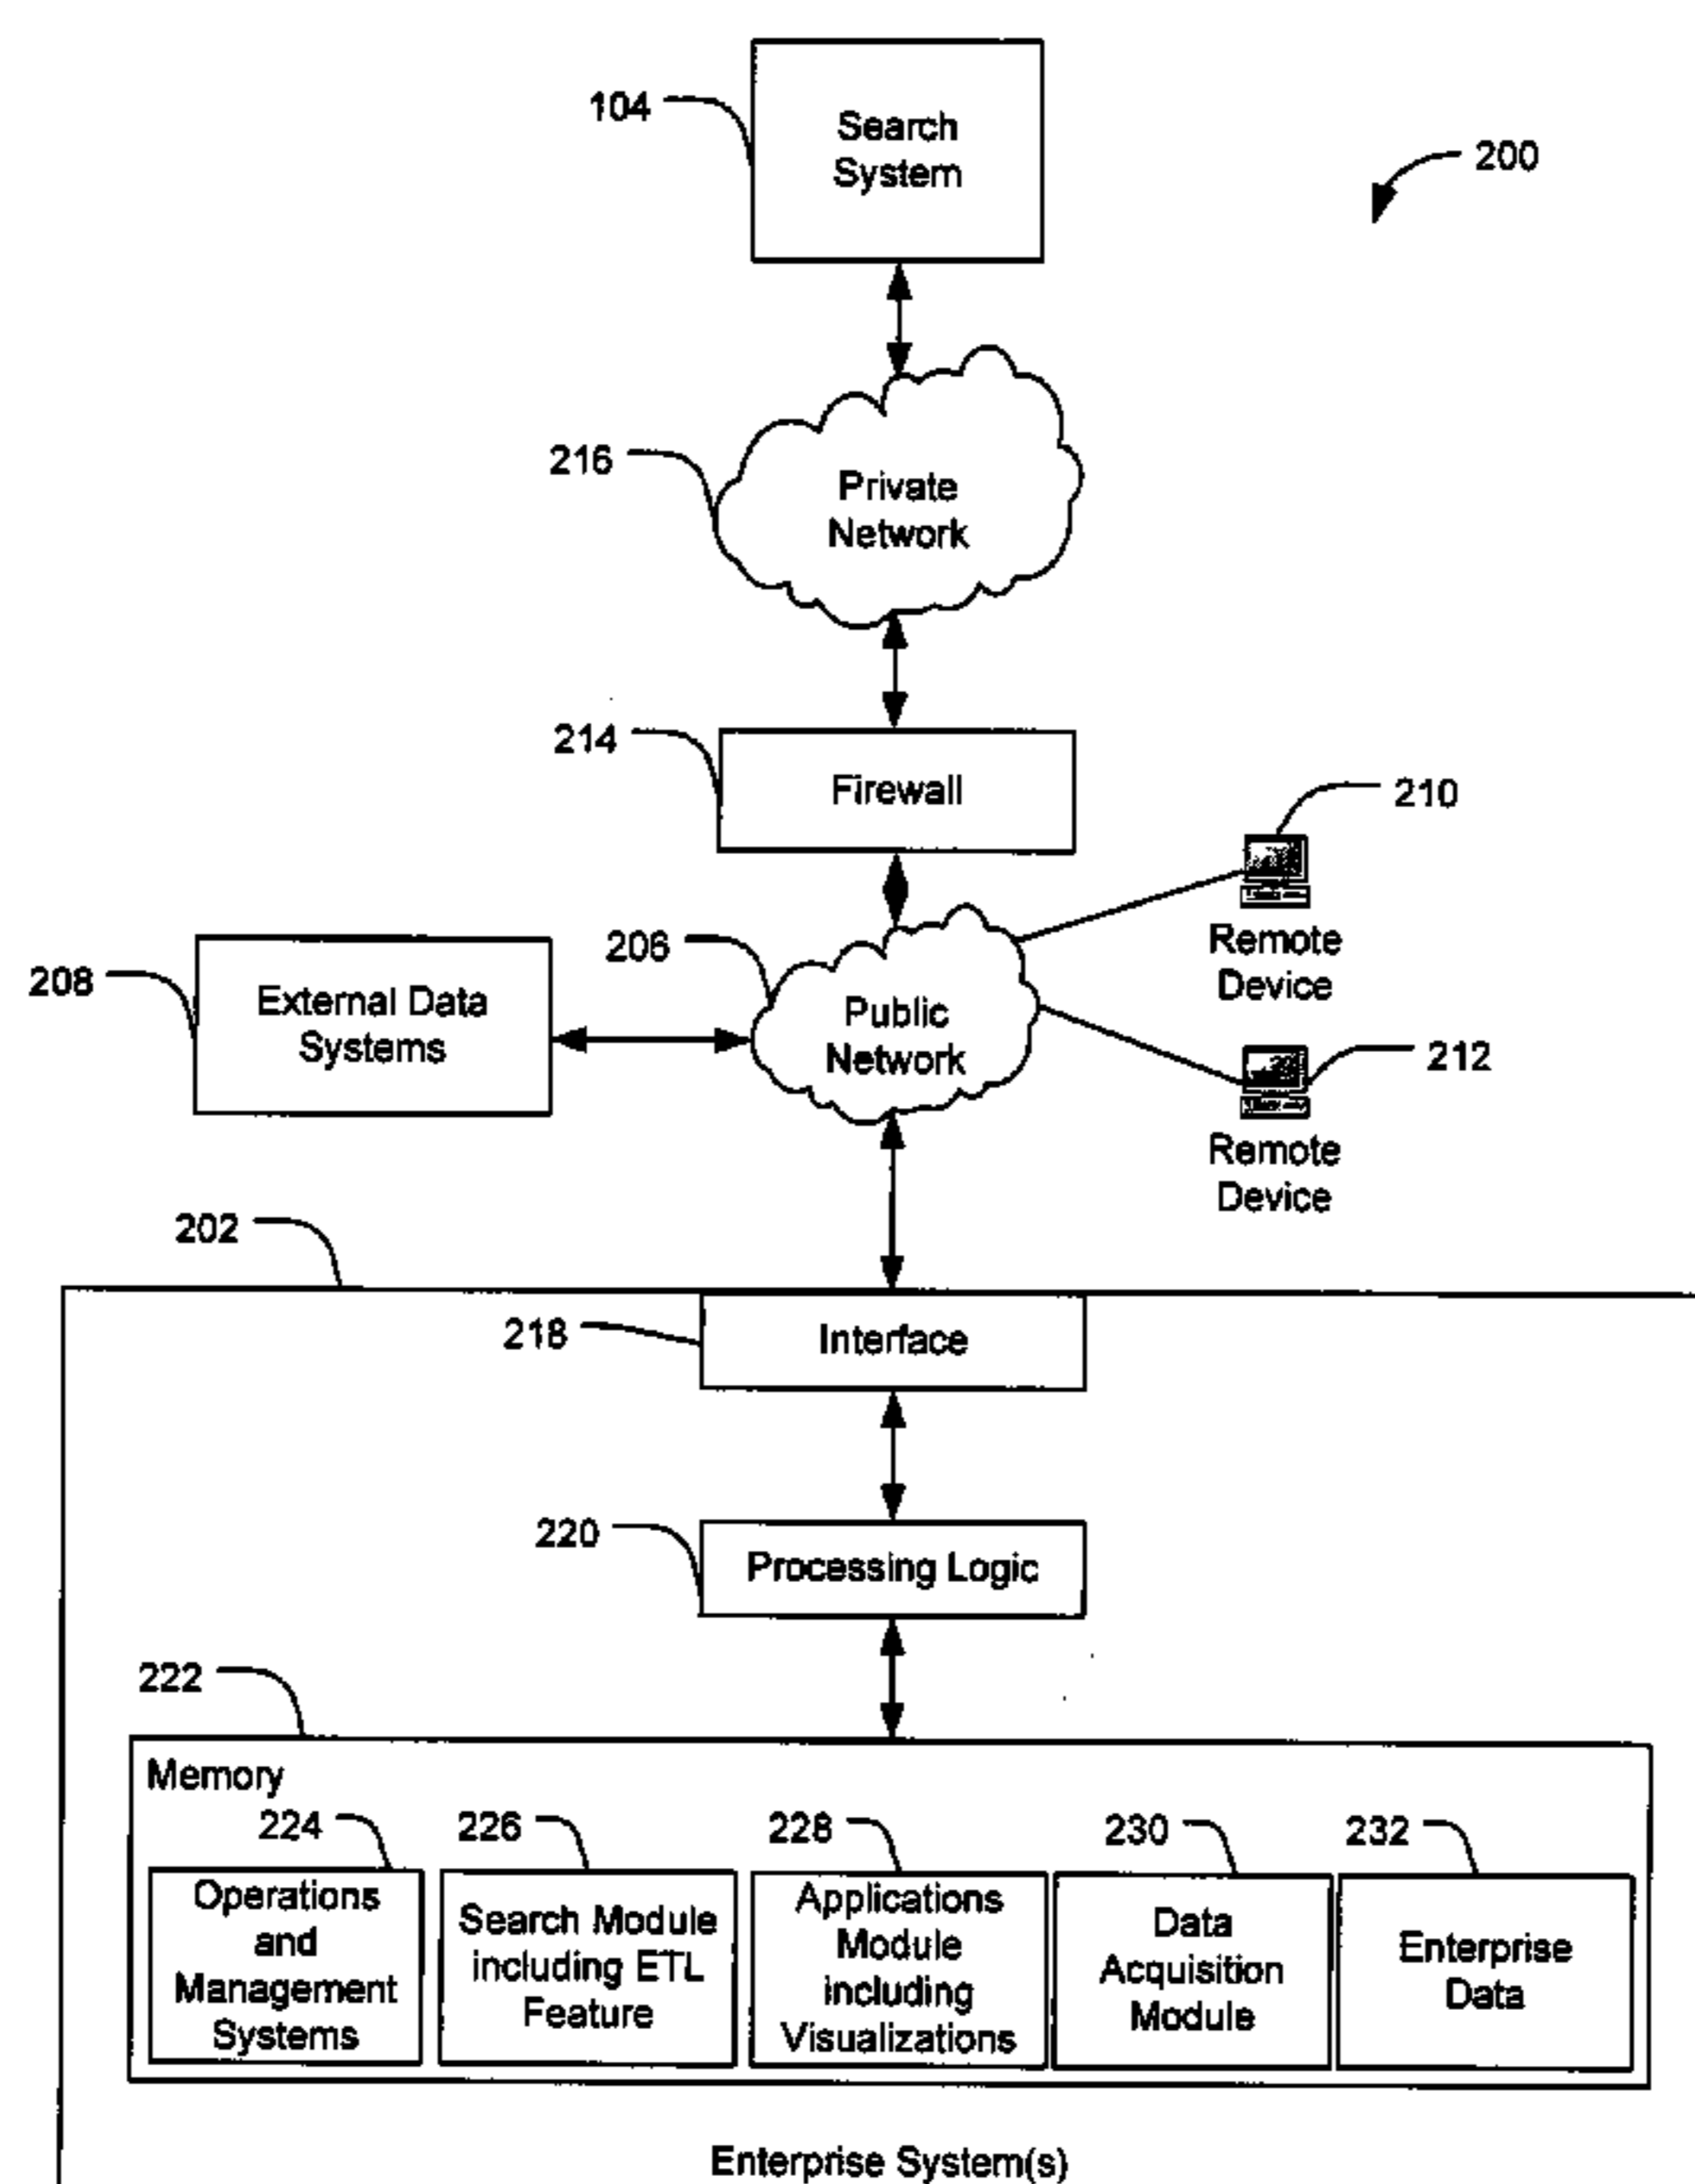 104
Search
System
200
216
Private
Network
214
Firewall
210
Remote
Device
206
208
External Data
Systems
Public
Network
212
Remote
Device
202
218
Interface
220
Processing Logic
222
Memory
224
226
228
230
232
Operations
and
Management
Systems
Search Module
including ETL
Feature
Applications
Module
including
Visualizations
Data
Acquisition
Module
Enterprise
Data
Enterprise System(s)